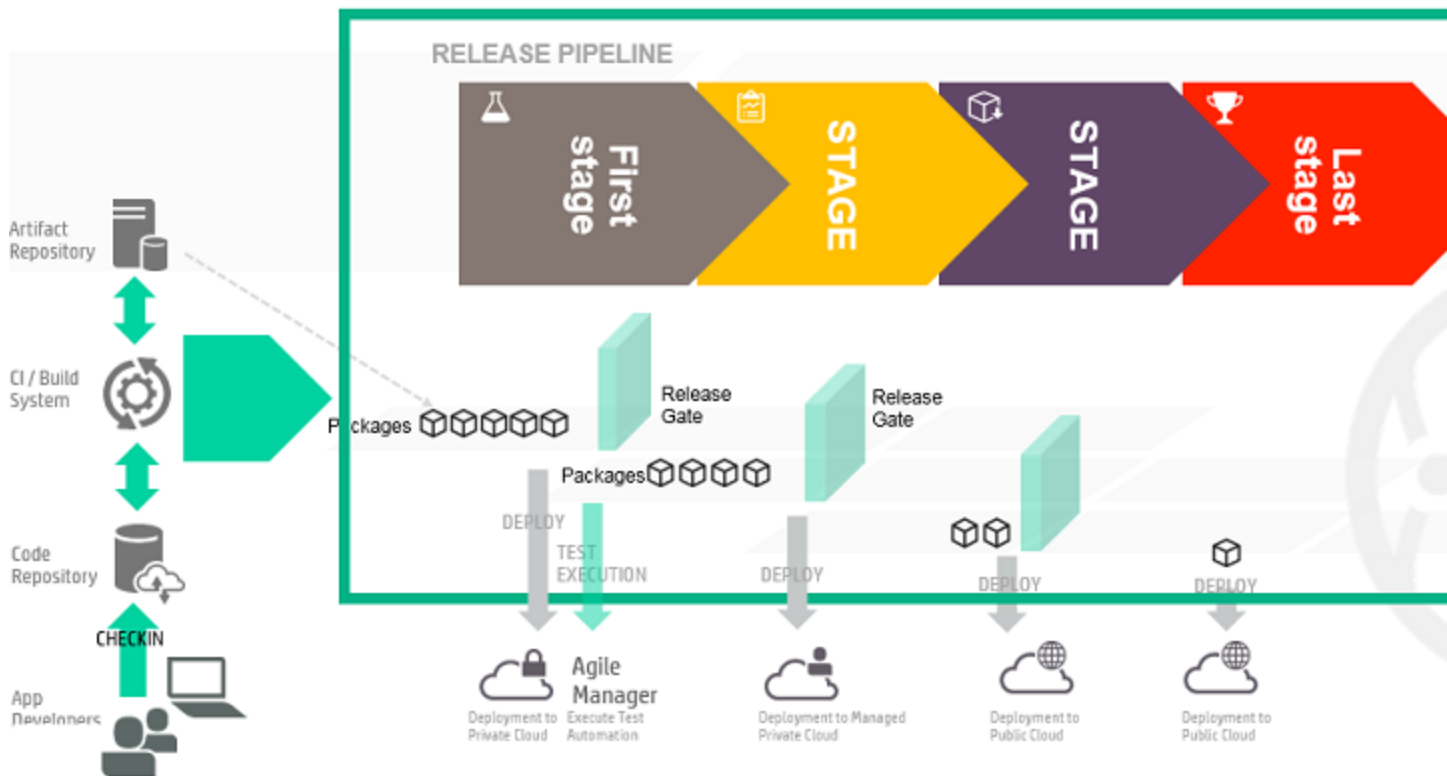 RELEASE PIPELINE
First
stage
STAGE
STAGE
Last
stage
Artifact
Repository
CI / Build
System
Packages
Release
Gate
Release
Gate
Packages
DEPLOY
TEST
EXECUTION
DEPLOY
DEPLOY
DEPLOY
Code
Repository
CHECKIN
App
Developers
Agile
Manager
Deployment to
Private Cloud
Execute Test
Automation
Deployment to Managed
Private Cloud
Deployment to
Public Cloud
Deployment to
Public Cloud